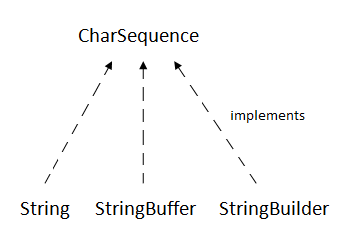 CharSequence
implements
String StringBuffer StringBuilder